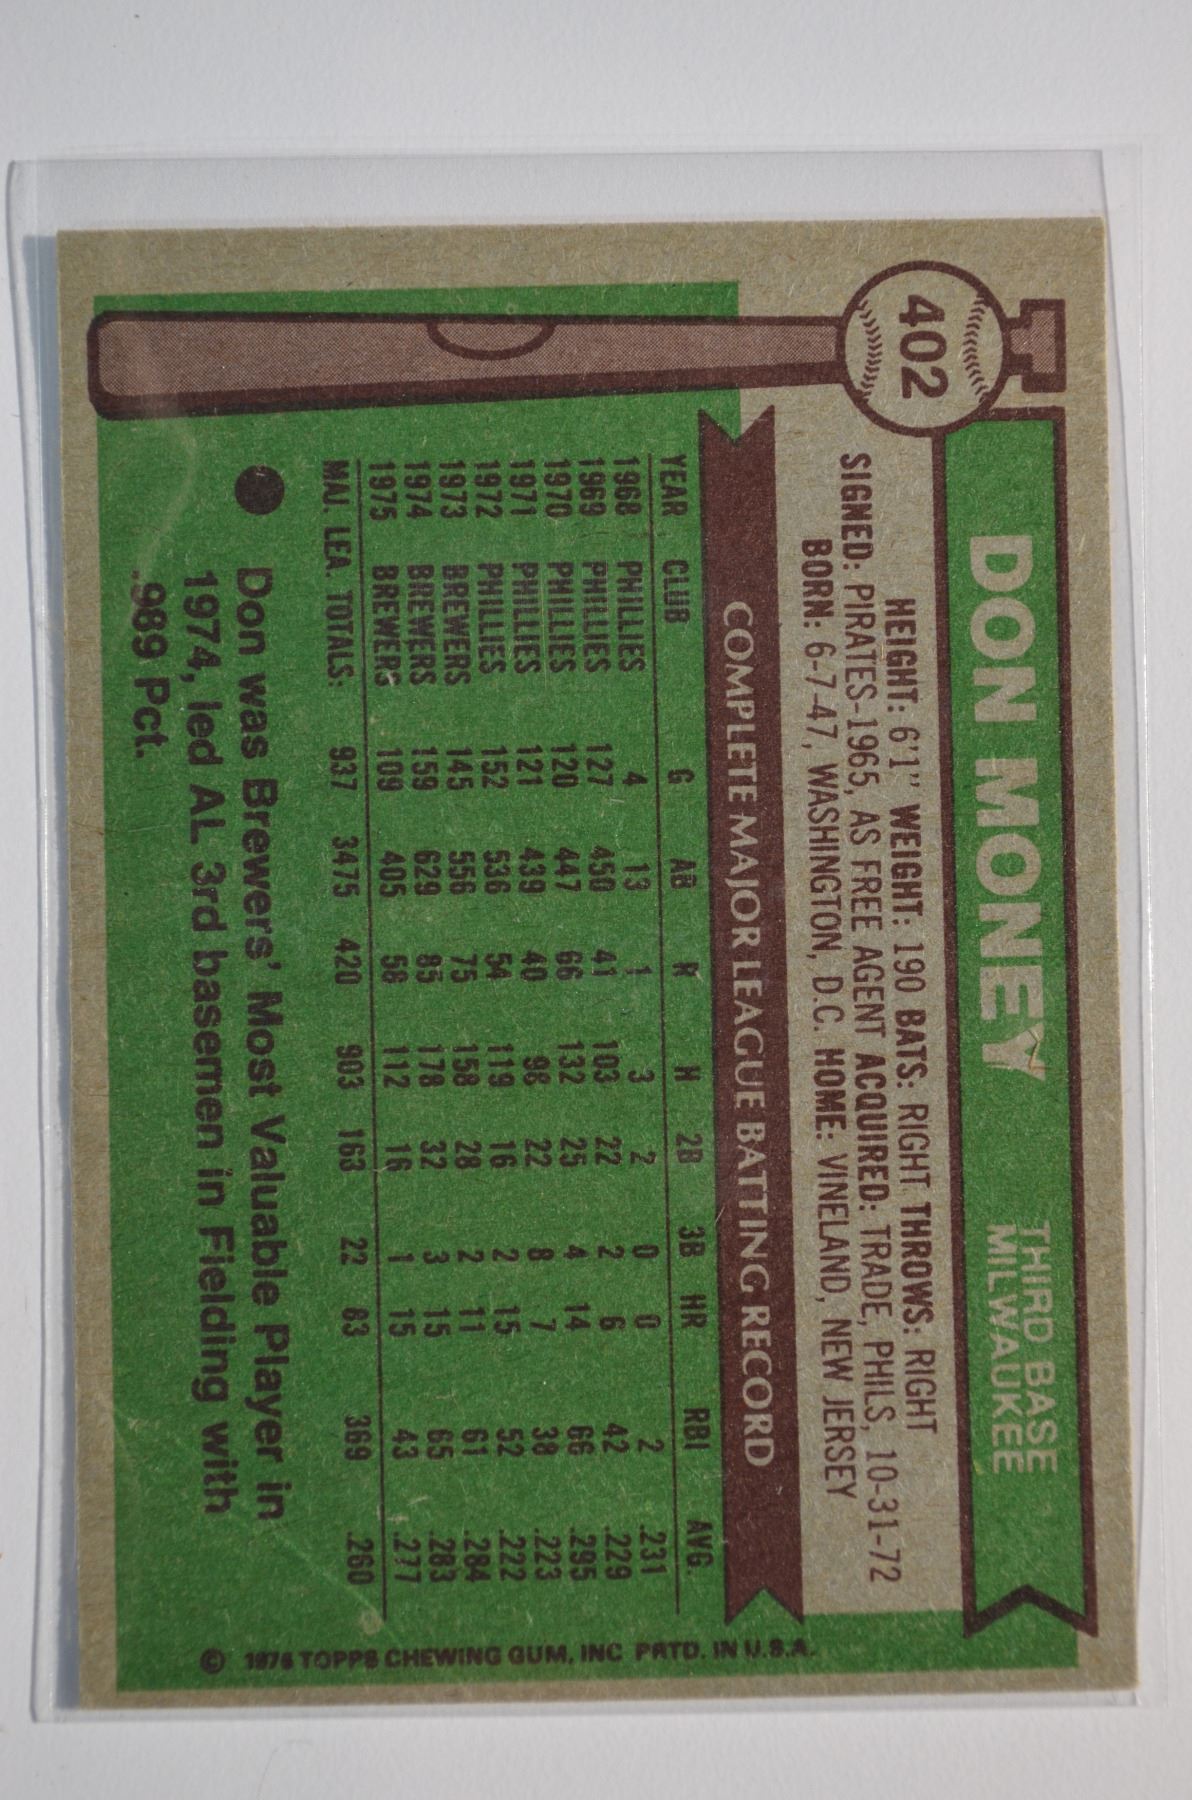 402
DON MONEY
THIRD BASE
MILWAUKEE
HEIGHT: 6'1" WEIGHT: 190 BATS: RIGHT THROWS: RIGHT
SIGNED: PIRATES-1965, AS FREE AGENT ACQUIRED: TRADE, PHILS, 10-31-72
BORN: 6-7-47, WASHINGTON, D.C. HOME: VINELAND, NEW JERSEY
COMPLETE MAJOR LEAGUE BATTING RECORD
YEAR CLUB G AB R H 2B 3B HR RBI AVG.
1968 PHILLIES 4 13 1 3 2 0 0 2 .231
1969 PHILLIES 127 450 41 103 22 2 6 42 .229
1970 PHILLIES 120 447 66 132 25 4 14 66 .295
1971 PHILLIES 121 439 40 98 22 8 7 38 .223
1972 PHILLIES 152 536 54 119 16 2 15 52 .222
1973 BREWERS 145 556 75 158 28 2 11 61 .284
1974 BREWERS 159 629 85 178 32 3 15 65 .283
1975 BREWERS 109 405 58 112 16 1 15 43 .277
MAJ. LEA. TOTALS: 937 3475 420 903 163 22 83 369 .260
Don was Brewers' Most Valuable Player in
1974, led AL 3rd basemen in Fielding with
.989 Pct.
© 1976 TOPPS CHEWING GUM, INC PRTD. IN U.S.A.